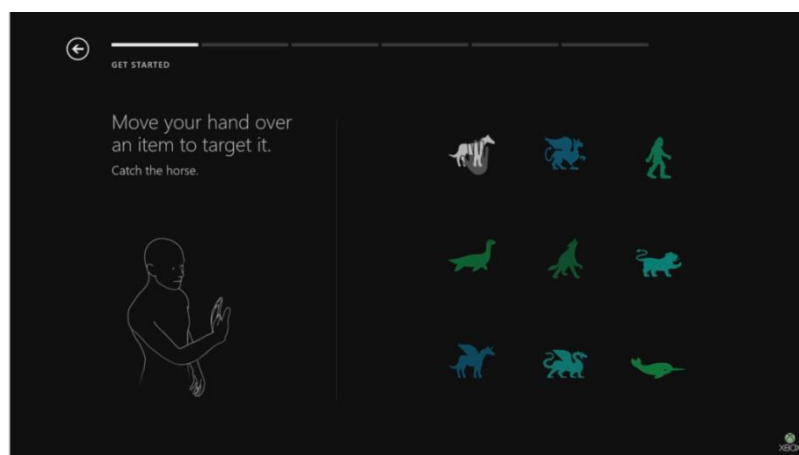 GET STARTED
Move your hand over
an item to target it.
Catch the horse.
XBOX